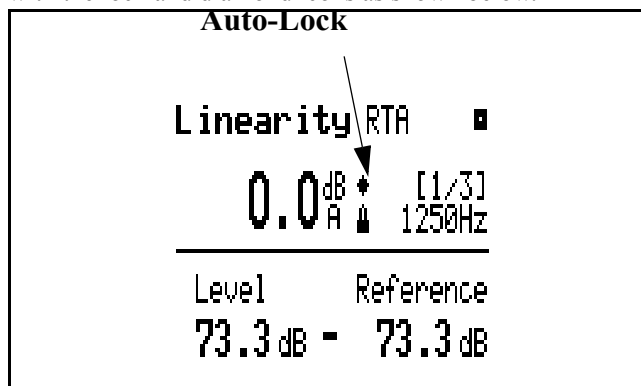 Auto-Lock
Linearity RTA
0.0 dB A [1/3] 1250Hz
Level Reference
73.3 dB - 73.3 dB